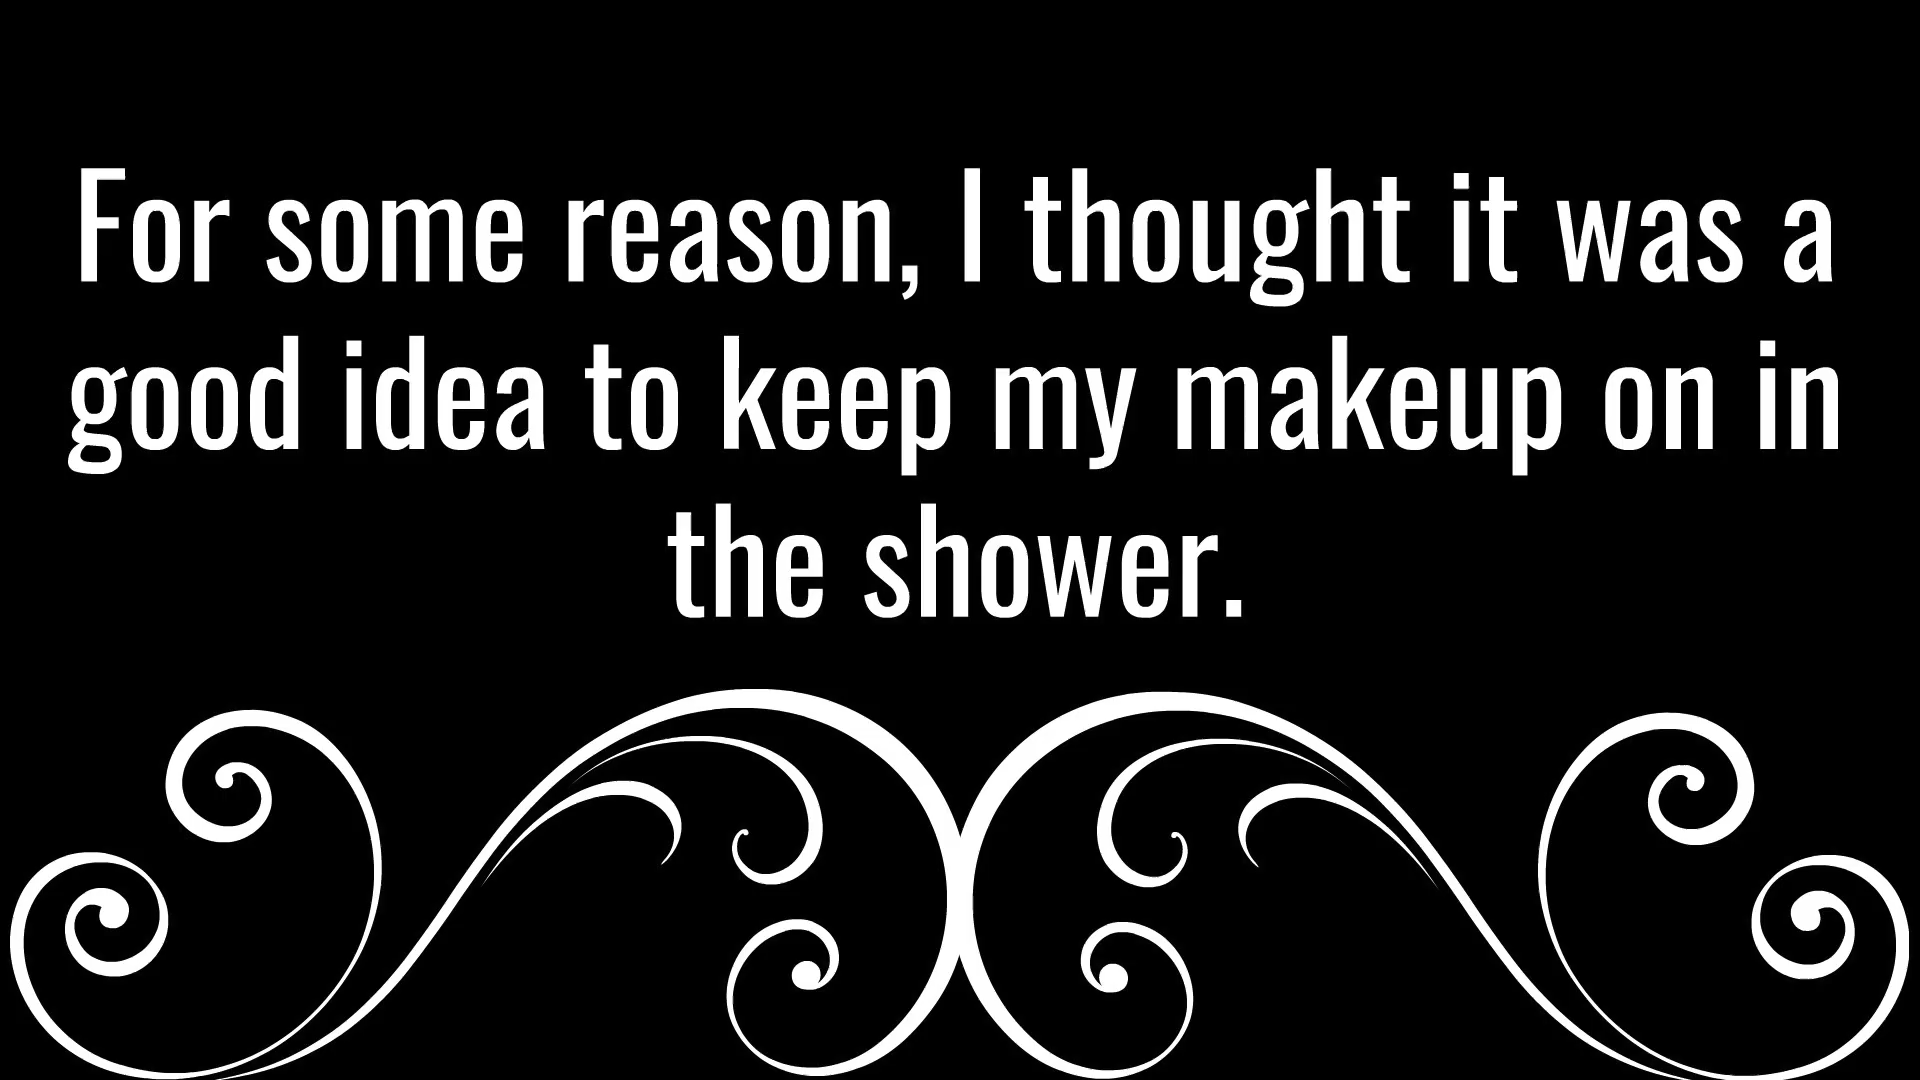 For some reason, I thought it was a
good idea to keep my makeup on in
the shower.